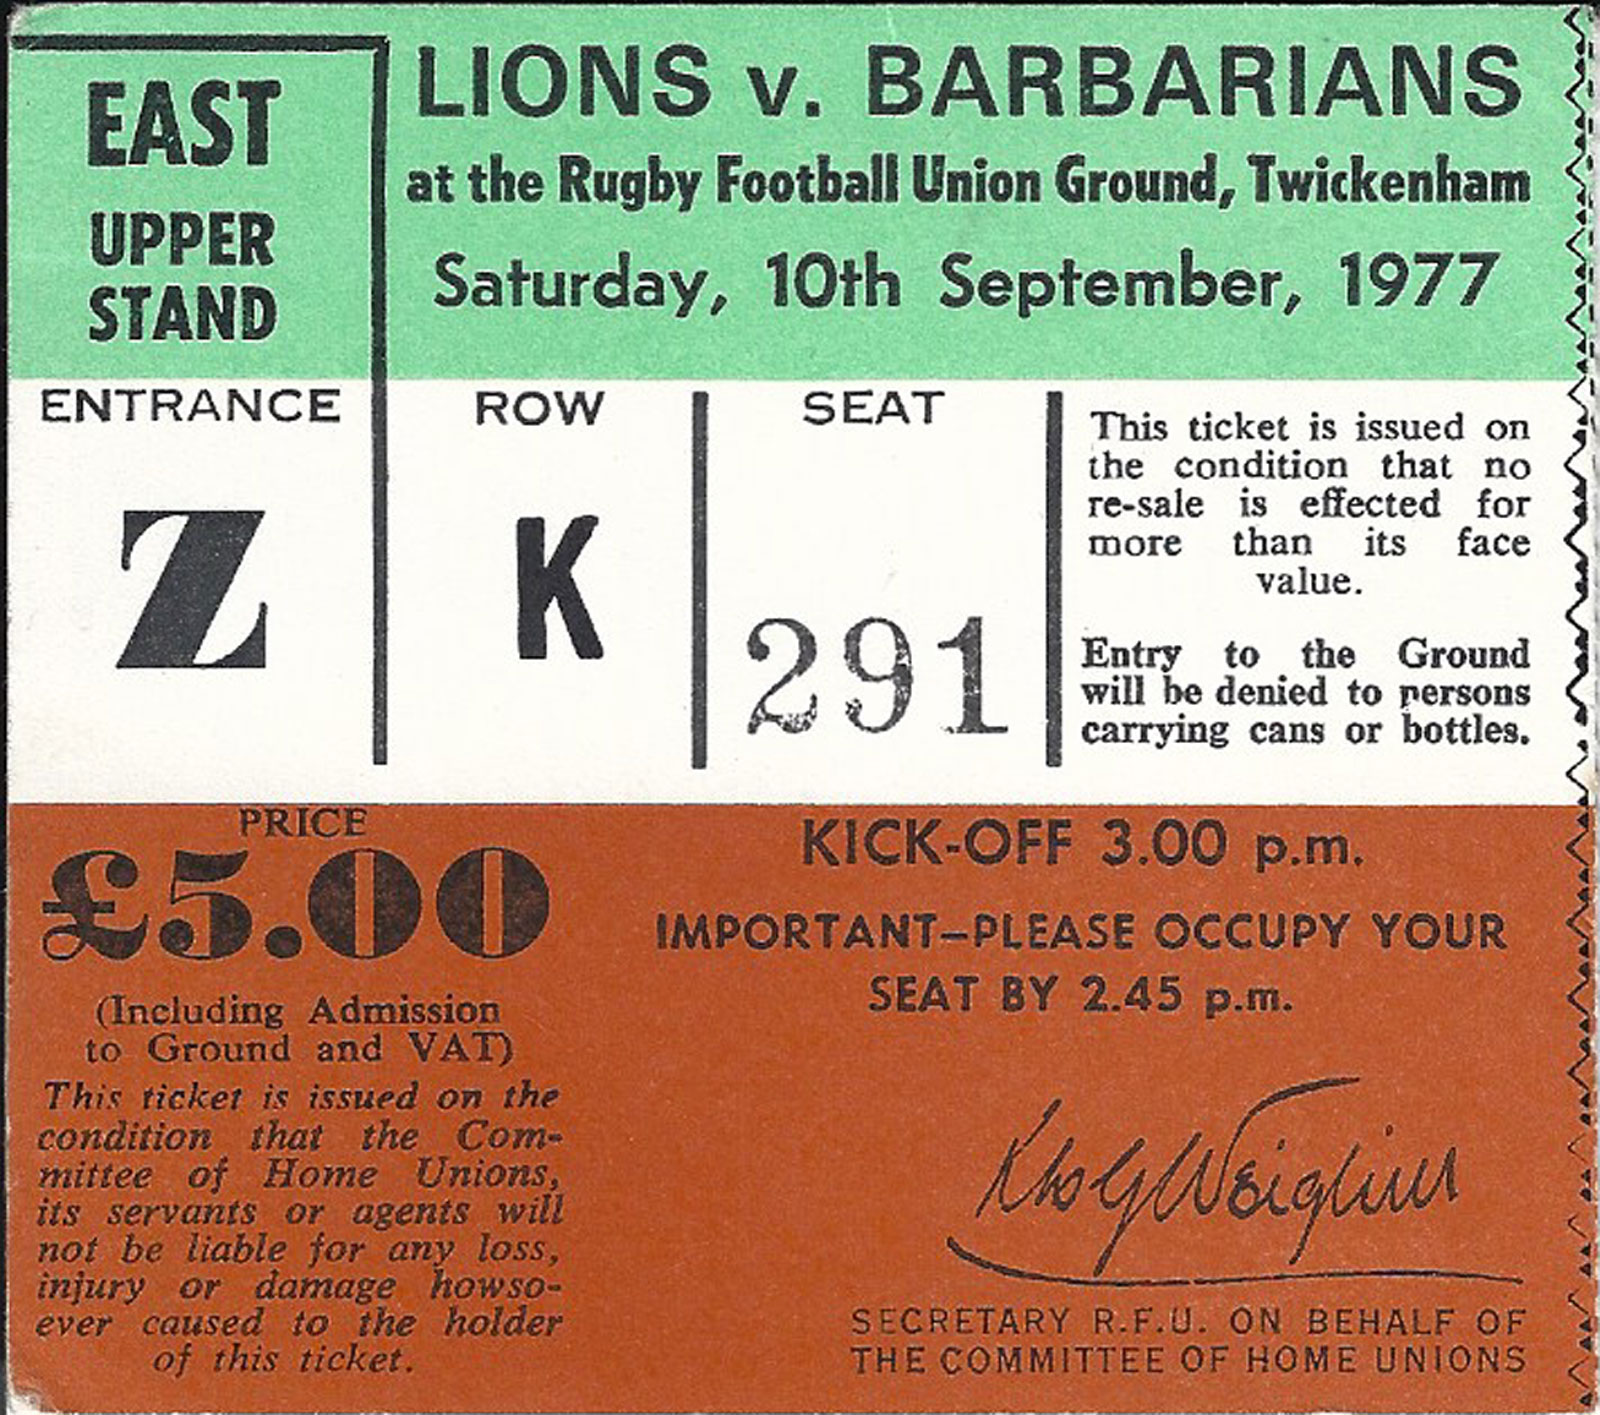 EAST
UPPER
STAND
LIONS v. BARBARIANS
at the Rugby Football Union Ground, Twickenham
Saturday, 10th September, 1977
ENTRANCE
Z
ROW
K
SEAT
291
This ticket is issued on
the condition that no
re-sale is effected for
more than its face
value.
Entry to the Ground
will be denied to persons
carrying cans or bottles.
PRICE
£5.00
(Including Admission
to Ground and VAT)
This ticket is issued on the
condition that the Com-
mittee of Home Unions,
its servants or agents will
not be liable for any loss,
injury or damage howso-
ever caused to the holder
of this ticket.
KICK-OFF 3.00 p.m.
IMPORTANT–PLEASE OCCUPY YOUR
SEAT BY 2.45 p.m.
SECRETARY R.F.U. ON BEHALF OF
THE COMMITTEE OF HOME UNIONS